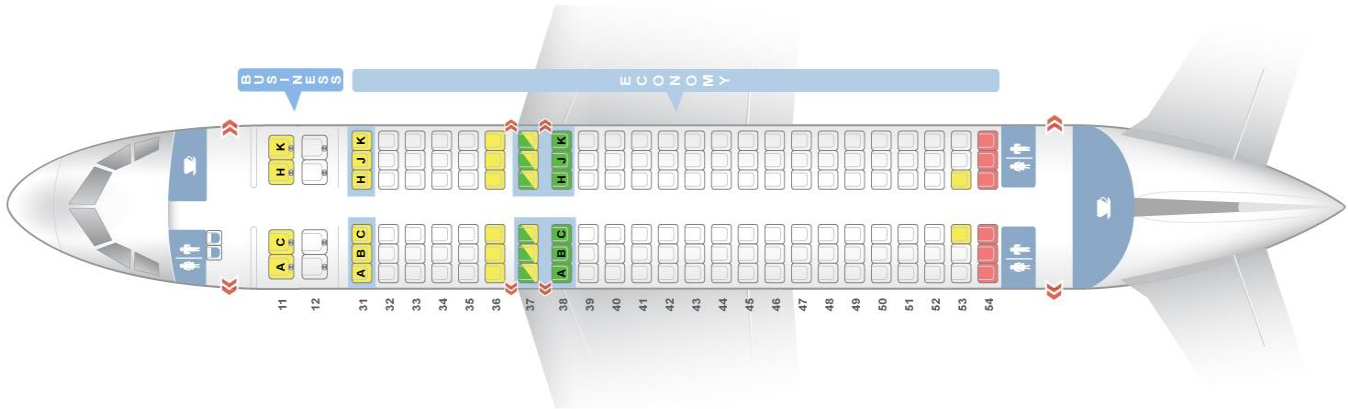 BUSINESS
ECONOMY
K K K
J J
H H H
C C C
B B
A A A
11 12 31 32 33 34 35 36 37 38 39 40 41 42 43 44 45 46 47 48 49 50 51 52 53 54